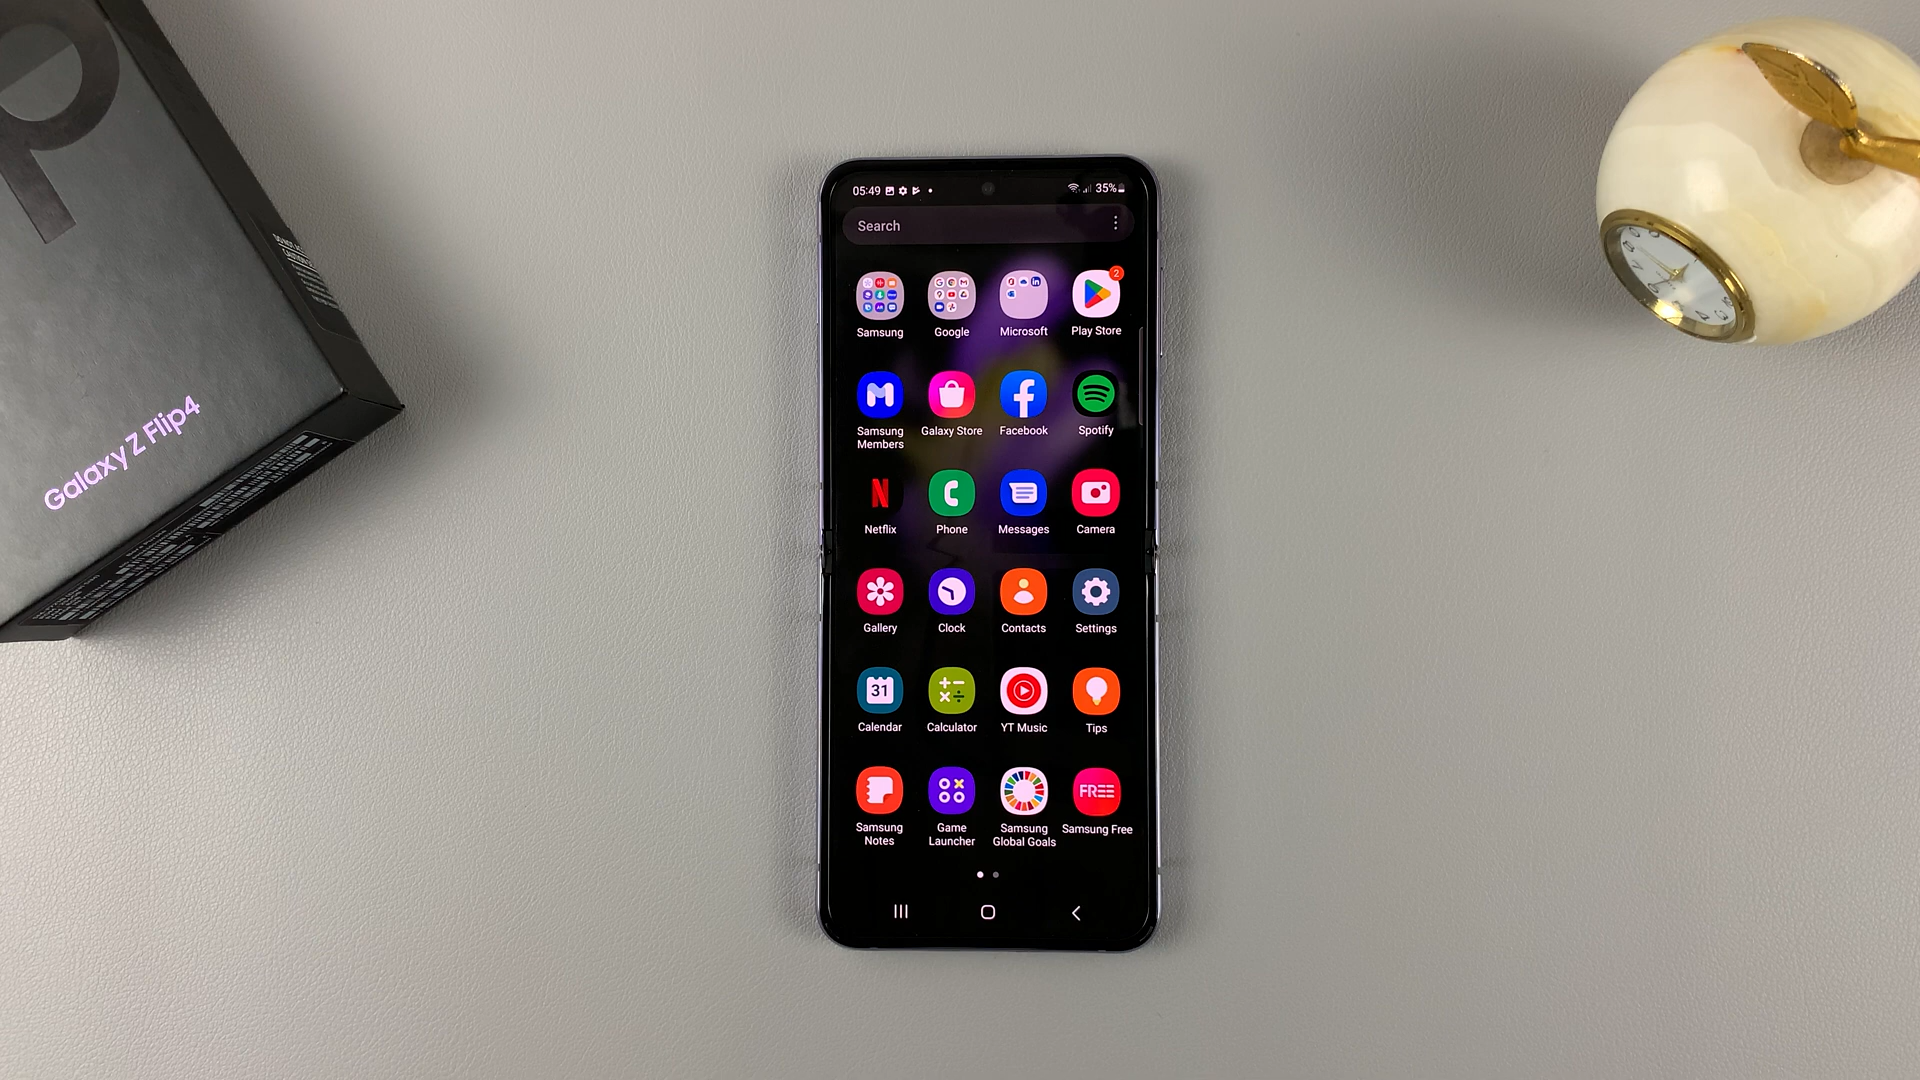 Galaxy Z Flip4
05:49
35%
Search
2
Samsung
Google
Microsoft
Play Store
Samsung Members
Galaxy Store
Facebook
Spotify
N
Netflix
Phone
Messages
Camera
Gallery
Clock
Contacts
Settings
31
Calendar
Calculator
YT Music
Tips
FREE
Samsung Notes
Game Launcher
Samsung Global Goals
Samsung Free